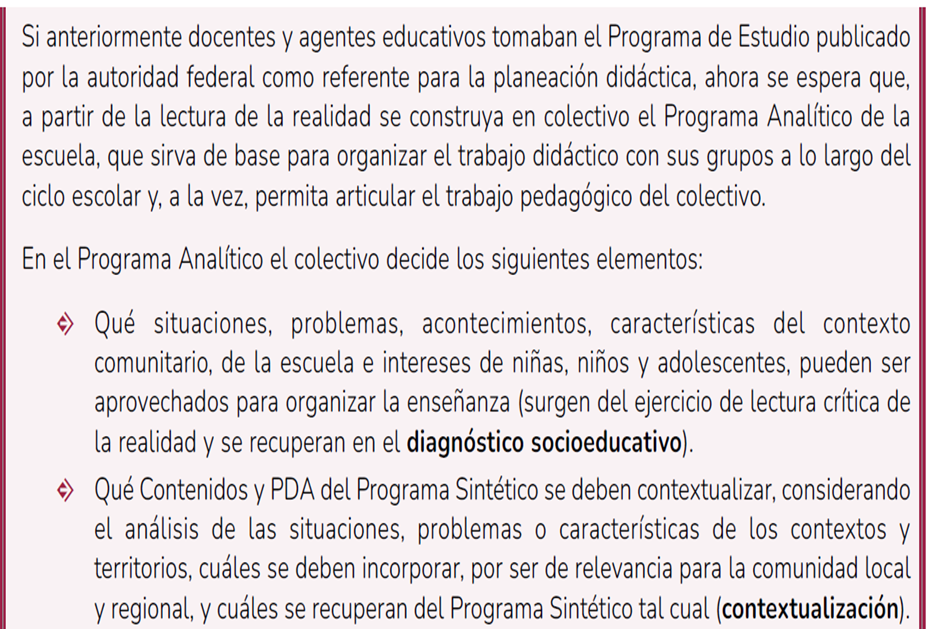 Si anteriormente docentes y agentes educativos tomaban el Programa de Estudio publicado
por la autoridad federal como referente para la planeación didáctica, ahora se espera que,
a partir de la lectura de la realidad se construya en colectivo el Programa Analítico de la
escuela, que sirva de base para organizar el trabajo didáctico con sus grupos a lo largo del
ciclo escolar y, a la vez, permita articular el trabajo pedagógico del colectivo.
En el Programa Analítico el colectivo decide los siguientes elementos:
Qué situaciones, problemas, acontecimientos, características del contexto
comunitario, de la escuela e intereses de niñas, niños y adolescentes, pueden ser
aprovechados para organizar la enseñanza (surgen del ejercicio de lectura crítica de
la realidad y se recuperan en el diagnóstico socioeducativo).
Qué Contenidos y PDA del Programa Sintético se deben contextualizar, considerando
el análisis de las situaciones, problemas o características de los contextos y
territorios, cuáles se deben incorporar, por ser de relevancia para la comunidad local
y regional, y cuáles se recuperan del Programa Sintético tal cual (contextualización).